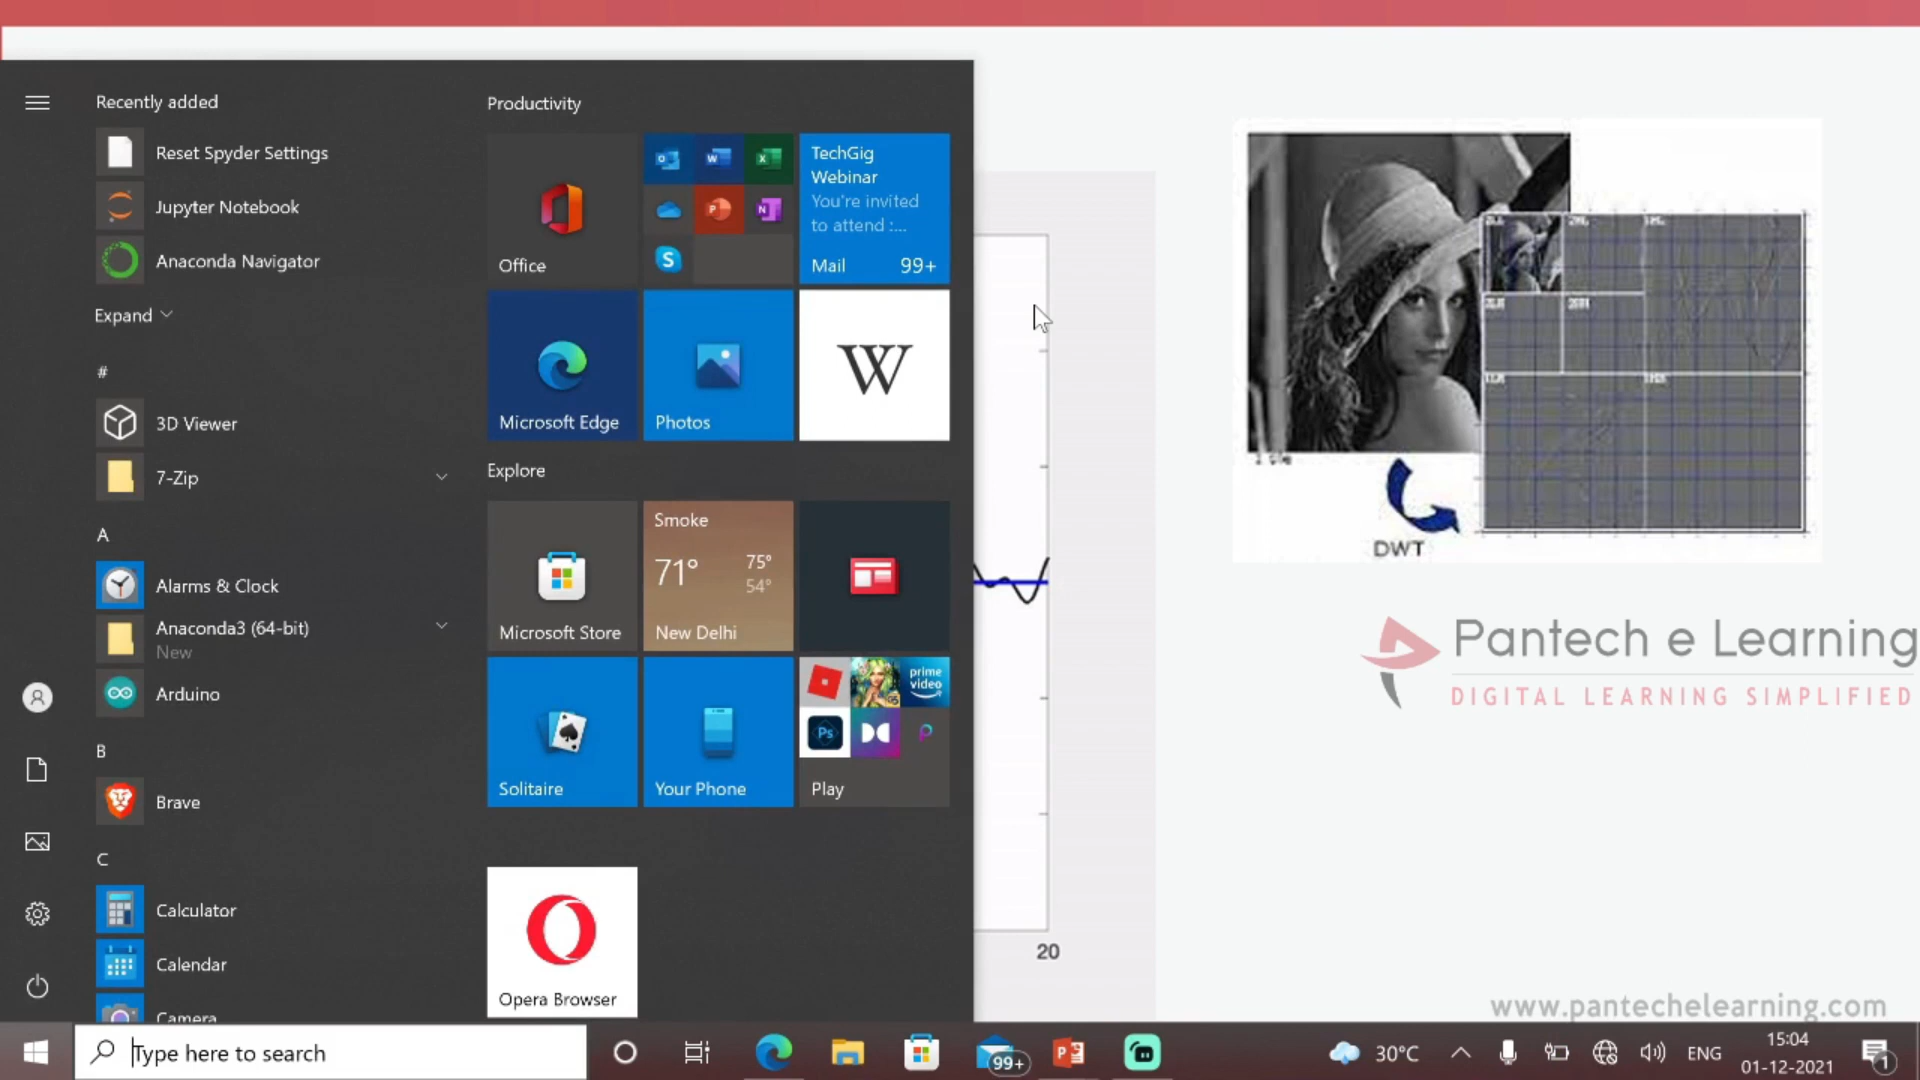 Recently added
Reset Spyder Settings
Jupyter Notebook
Anaconda Navigator
Expand
#
3D Viewer
7-Zip
A
Alarms & Clock
Anaconda3 (64-bit)
New
Arduino
B
Brave
C
Calculator
Calendar
Camera
Productivity
Office
TechGig
Webinar
You're invited
to attend :...
Mail 99+
Microsoft Edge
Photos
W
Explore
Microsoft Store
Smoke
71° 75°
54°
New Delhi
Solitaire
Your Phone
prime
video
Ps
Play
Opera Browser
20
DWT
Pantech e Learning
DIGITAL LEARNING SIMPLIFIED
www.pantechelearning.com
Type here to search
99+
30°C
ENG
15:04
01-12-2021
1